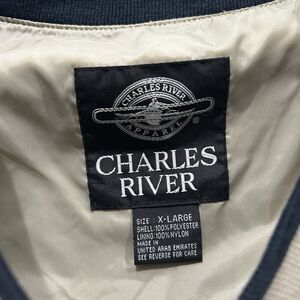 CHARLES RIVER
APPAREL
®
CHARLES
RIVER
SIZE : X-LARGE
SHELL:100%POLYESTER
LINING:100%NYLON
MADE IN
UNITED ARAB EMIRATES
SEE REVERSE FOR CARE